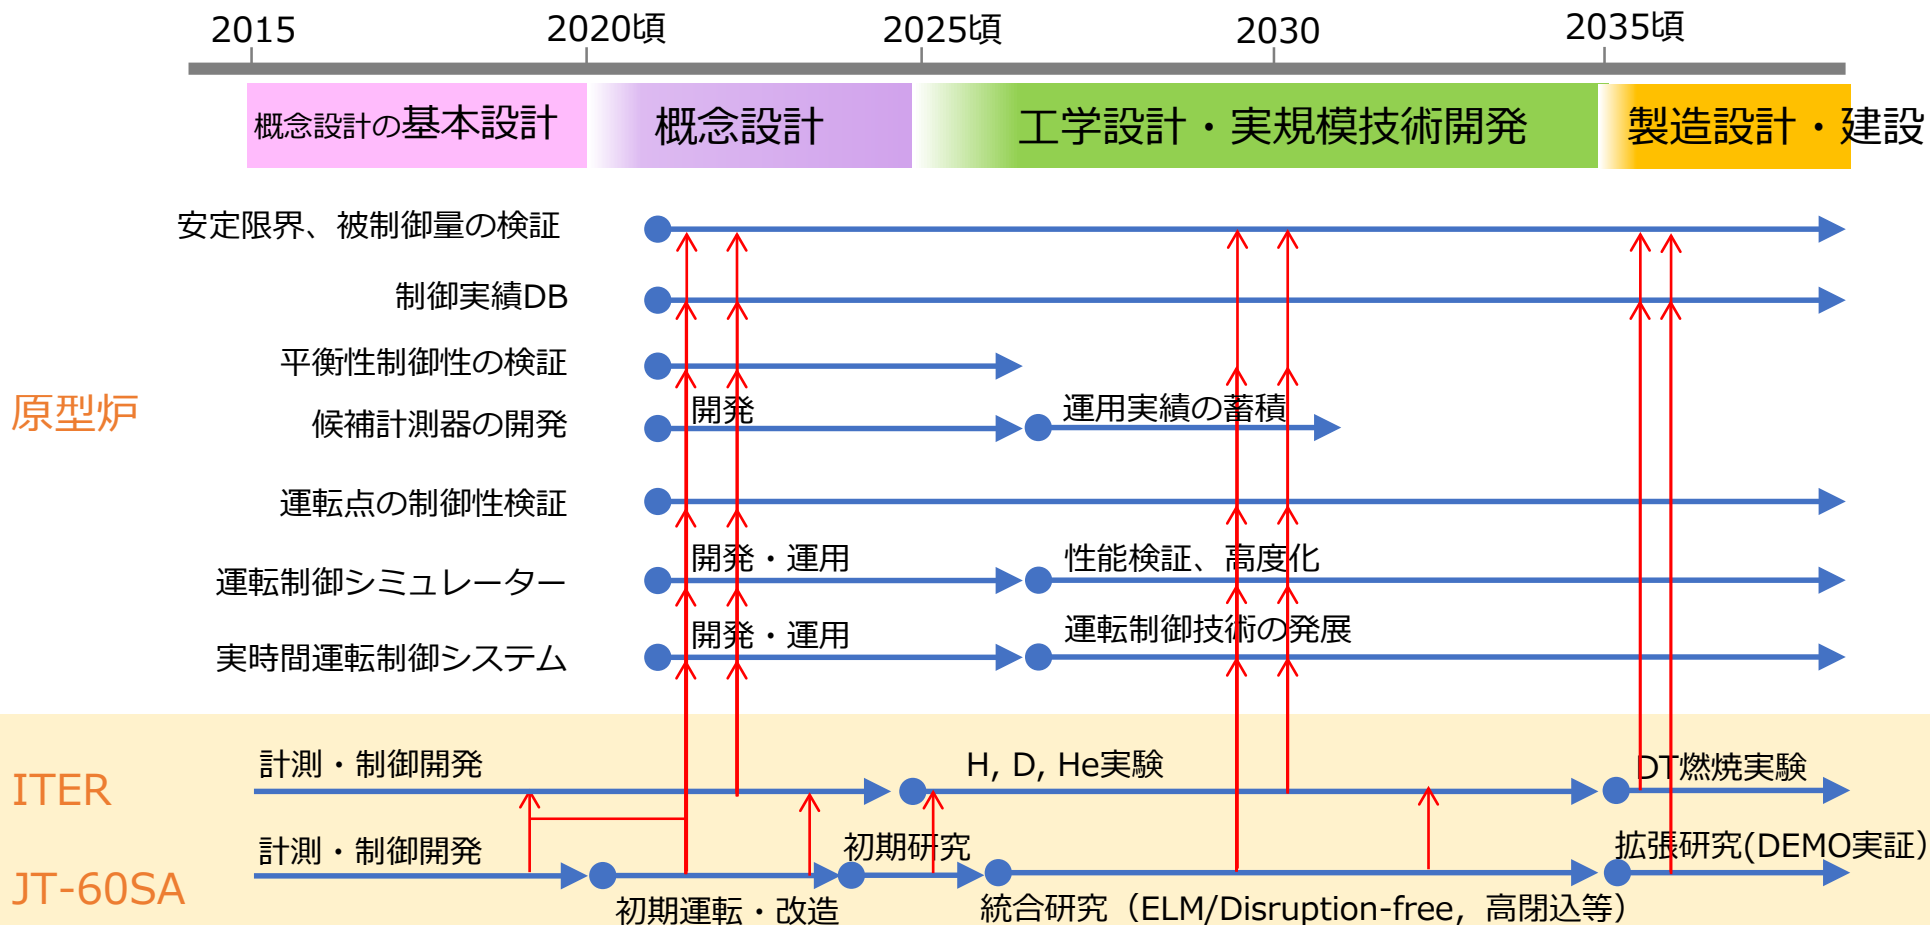 2015
2020頃
2025頃
2030
2035頃
概念設計の基本設計
概念設計
工学設計・実規模技術開発
製造設計・建設
原型炉
安定限界、被制御量の検証
制御実績DB
平衡性制御性の検証
候補計測器の開発
開発
運用実績の蓄積
運転点の制御性検証
運転制御シミュレーター
開発・運用
性能検証、高度化
実時間運転制御システム
開発・運用
運転制御技術の発展
ITER
計測・制御開発
H, D, He実験
DT燃焼実験
JT-60SA
計測・制御開発
初期運転・改造
初期研究
統合研究（ELM/Disruption-free，高閉込等）
拡張研究(DEMO実証)